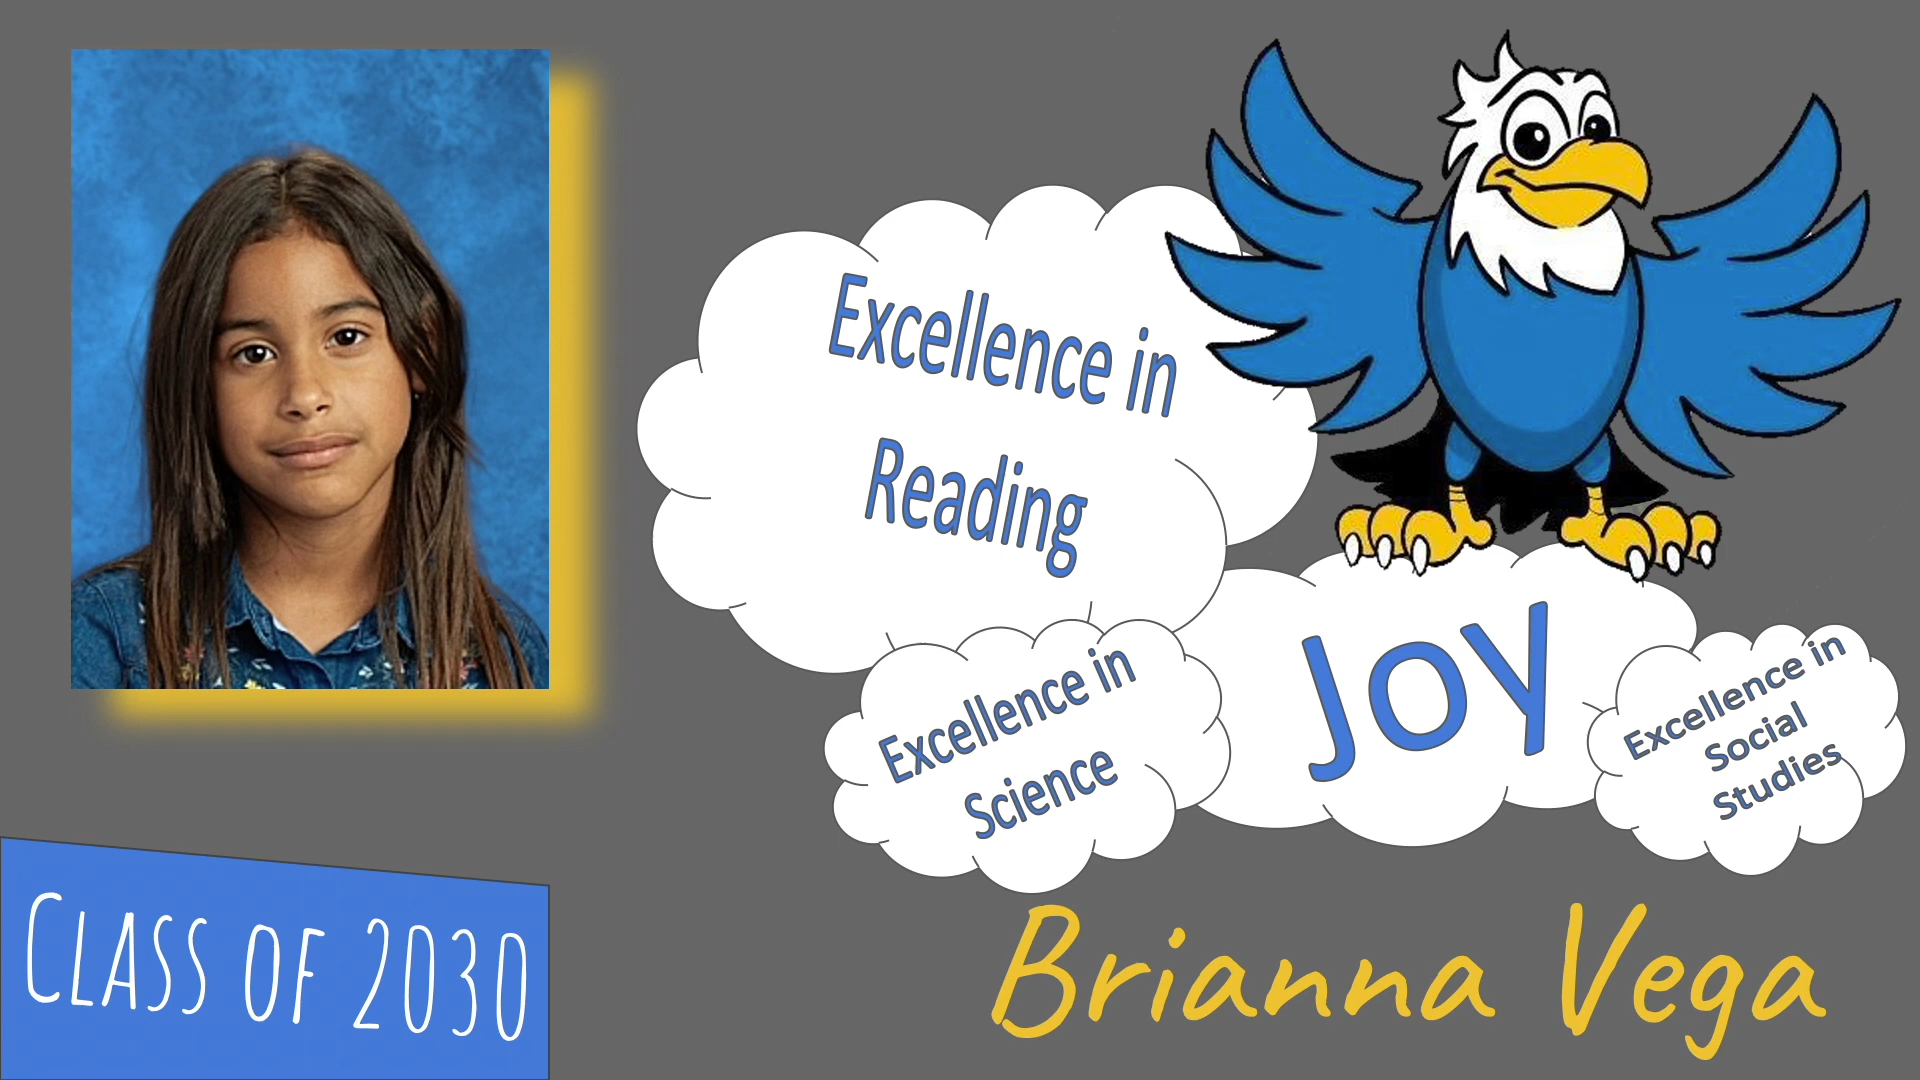 Excellence in
Reading
Excellence in
Science
Joy
Excellence in
Social
Studies
Class of 2030
Brianna Vega